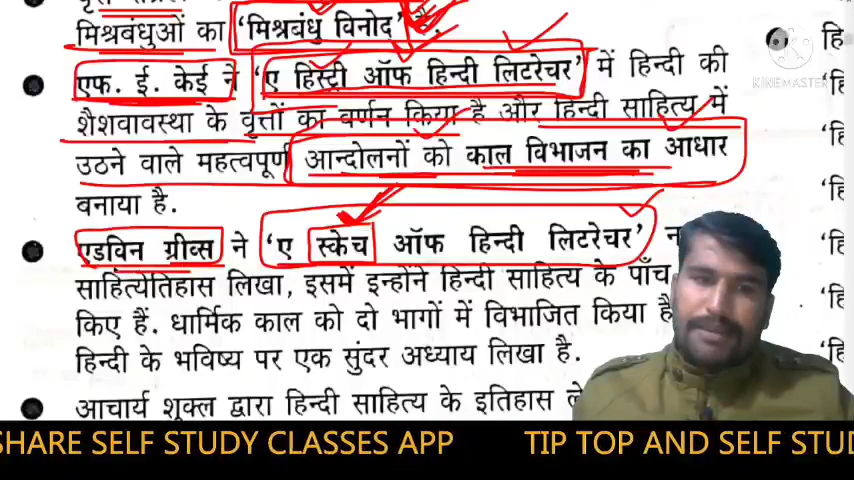 मिश्रबंधुओं का 'मिश्रबंधु विनोद' है.
एफ. ई. केई ने 'ए हिस्ट्री ऑफ हिन्दी लिटरेचर' में हिन्दी की
शैशवावस्था के वृत्तों का वर्णन किया है और हिन्दी साहित्य में
उठने वाले महत्वपूर्ण आन्दोलनों को काल विभाजन का आधार
बनाया है.
एडविन ग्रीव्स ने 'ए स्केच ऑफ हिन्दी लिटरेचर'
साहित्येतिहास लिखा, इसमें इन्होंने हिन्दी साहित्य के पाँच
किए हैं. धार्मिक काल को दो भागों में विभाजित किया है
हिन्दी के भविष्य पर एक सुंदर अध्याय लिखा है.
आचार्य शुक्ल द्वारा हिन्दी साहित्य के इतिहास
KINEMASTER
SHARE SELF STUDY CLASSES APP TIP TOP AND SELF STUD